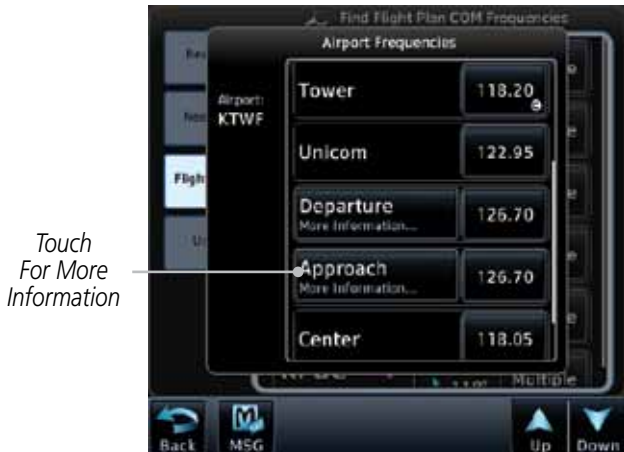 Find Flight Plan COM Frequencies
Airport Frequencies
Airport:
KTWF
Tower
118.20
Unicom
122.95
Departure
More Information...
126.70
Approach
More Information...
126.70
Center
118.05
Touch
For More
Information
Multiple
Back
MSG
Up
Down